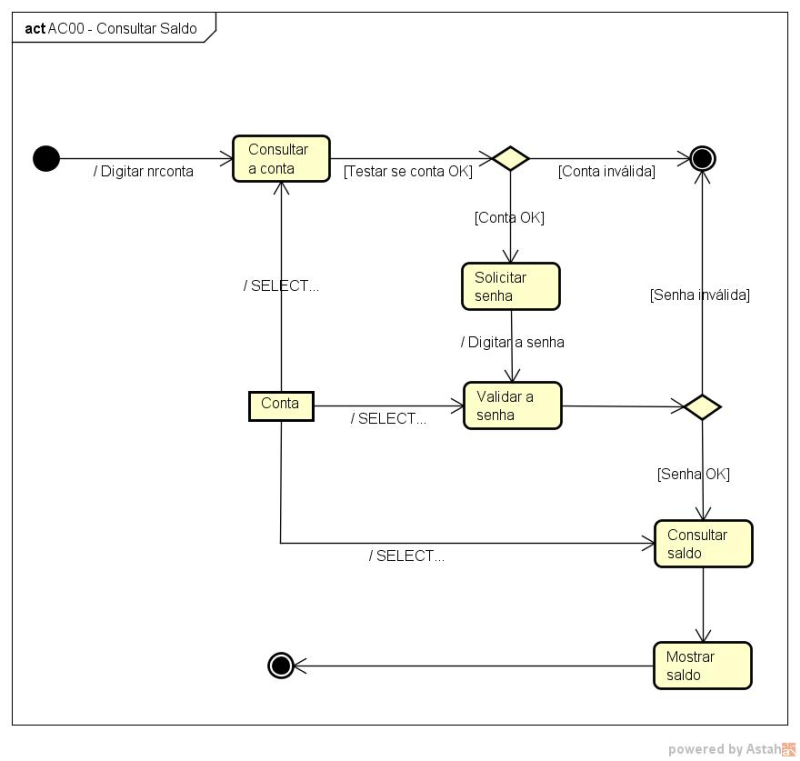 act AC00 - Consultar Saldo
Consultar
a conta
/ Digitar nrconta
[Testar se conta OK]
[Conta inválida]
[Conta OK]
Solicitar
senha
/ SELECT...
[Senha inválida]
/ Digitar a senha
Conta
Validar a
senha
/ SELECT...
[Senha OK]
Consultar
saldo
/ SELECT...
Mostrar
saldo
powered by Astah